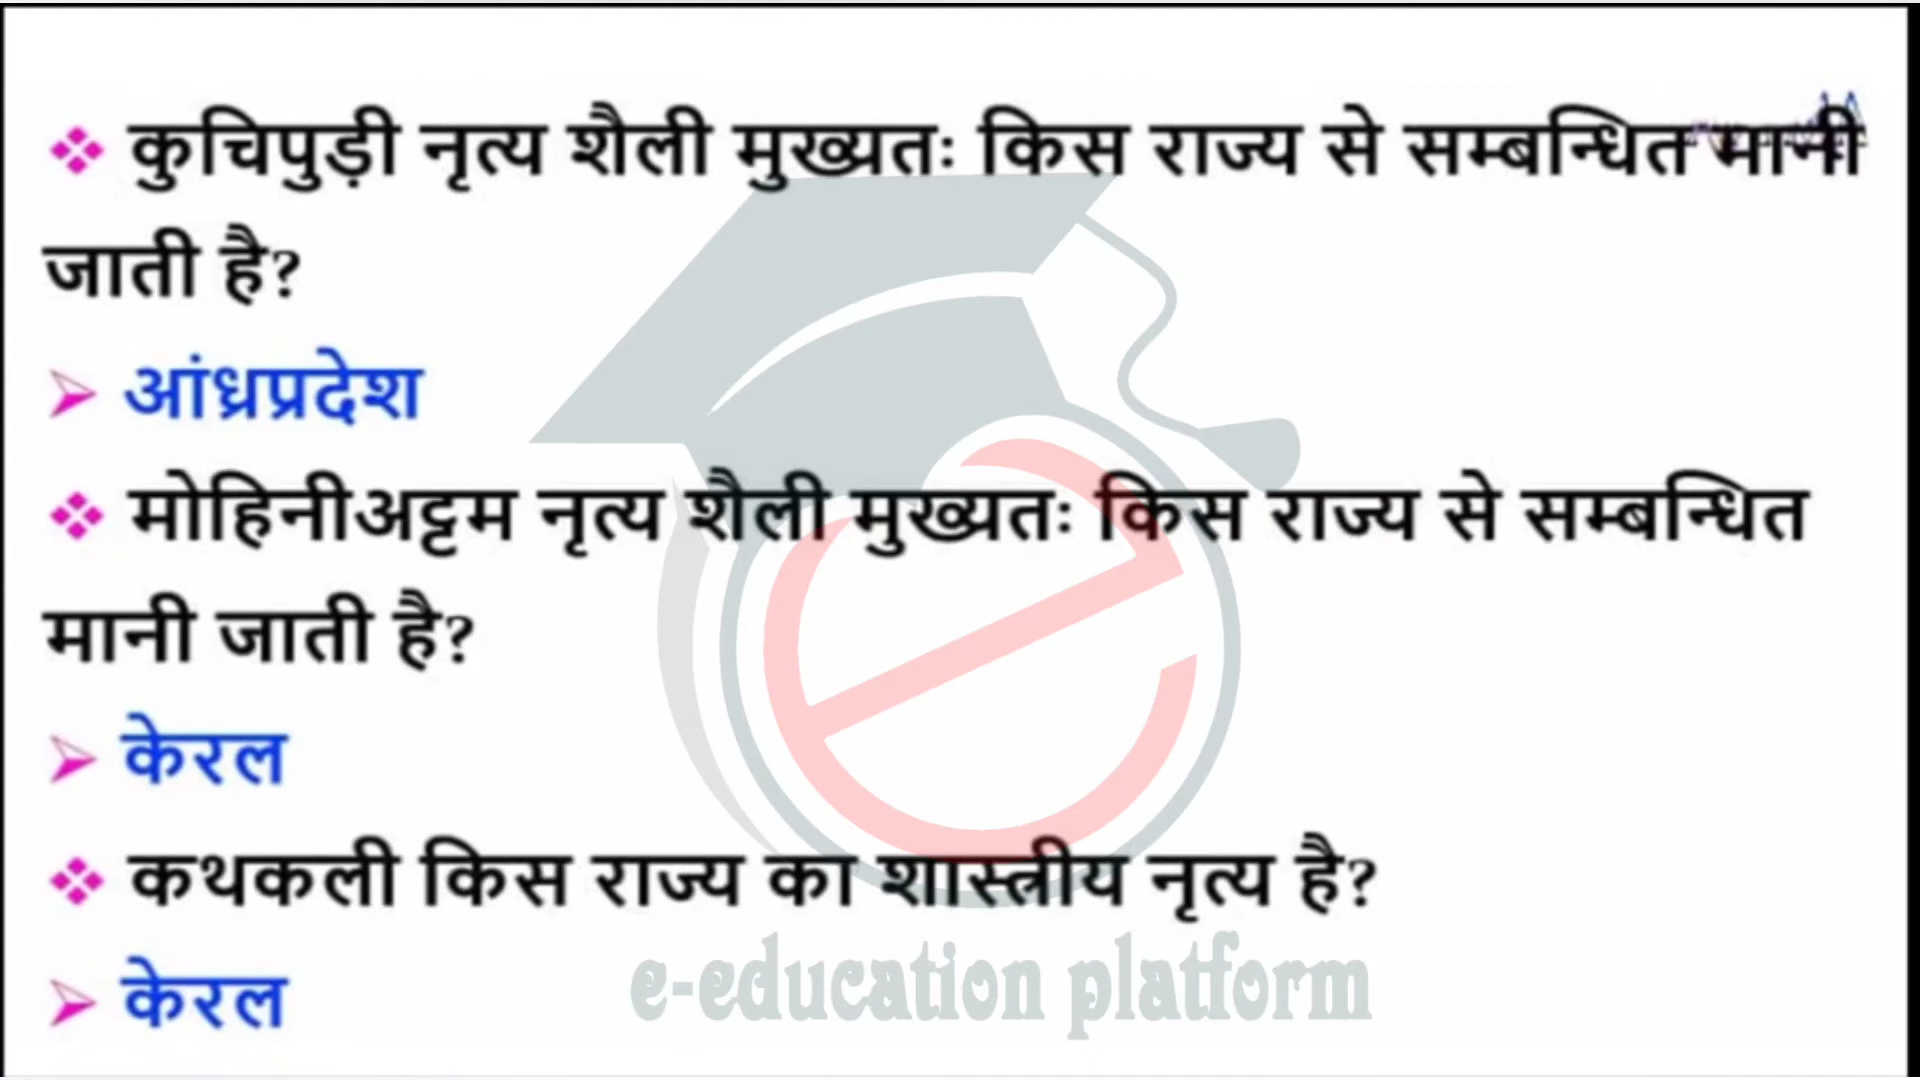 ❖ कुचिपुड़ी नृत्य शैली मुख्यतः किस राज्य से सम्बन्धित मानी
जाती है?
➢ आंध्रप्रदेश
❖ मोहिनीअट्टम नृत्य शैली मुख्यतः किस राज्य से सम्बन्धित
मानी जाती है?
➢ केरल
❖ कथकली किस राज्य का शास्त्रीय नृत्य है?
➢ केरल
e-education platform